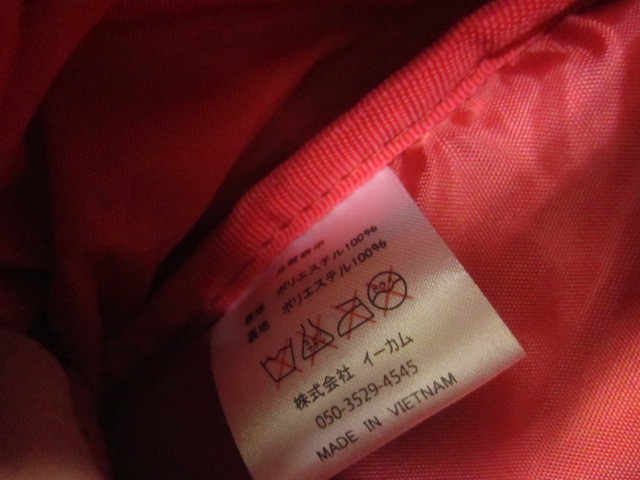 表地 ポリエステル100%
裏地 ポリエステル100%
株式会社 イーカム
050-3529-4545
MADE IN VIETNAM